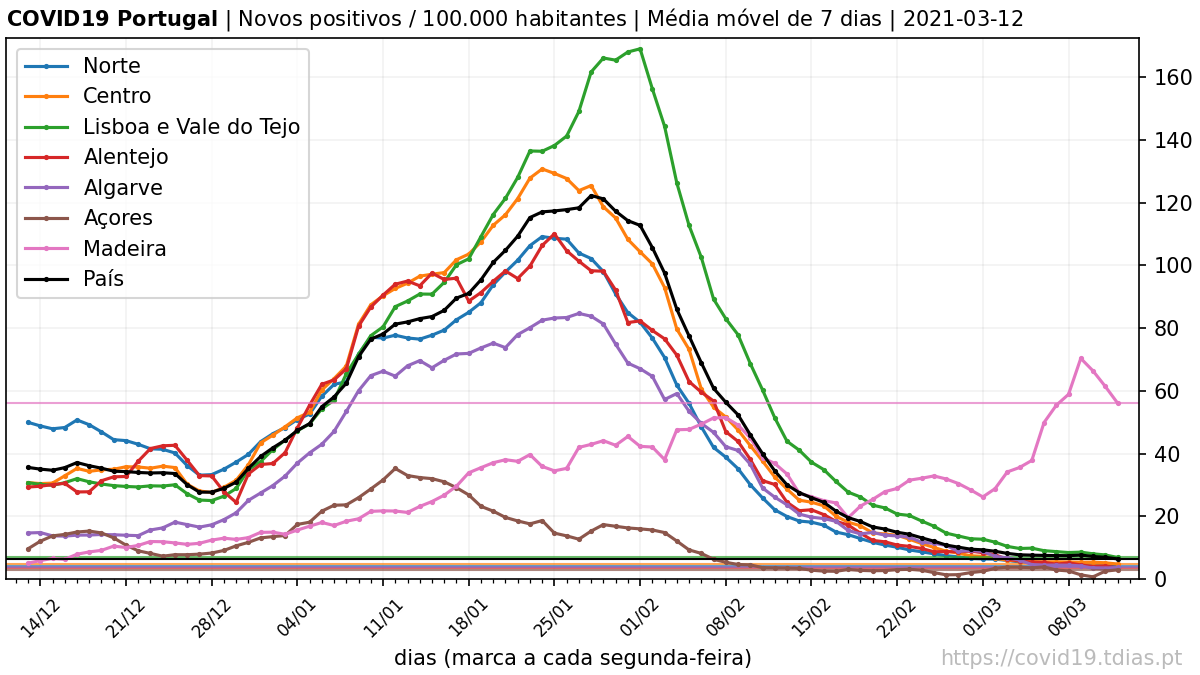 COVID19 Portugal | Novos positivos / 100.000 habitantes | Média móvel de 7 dias | 2021-03-12
Norte
Centro
Lisboa e Vale do Tejo
Alentejo
Algarve
Açores
Madeira
País
160
140
120
100
80
60
40
20
0
14/12
21/12
28/12
04/01
11/01
18/01
25/01
01/02
08/02
15/02
22/02
01/03
08/03
dias (marca a cada segunda-feira)
https://covid19.tdias.pt